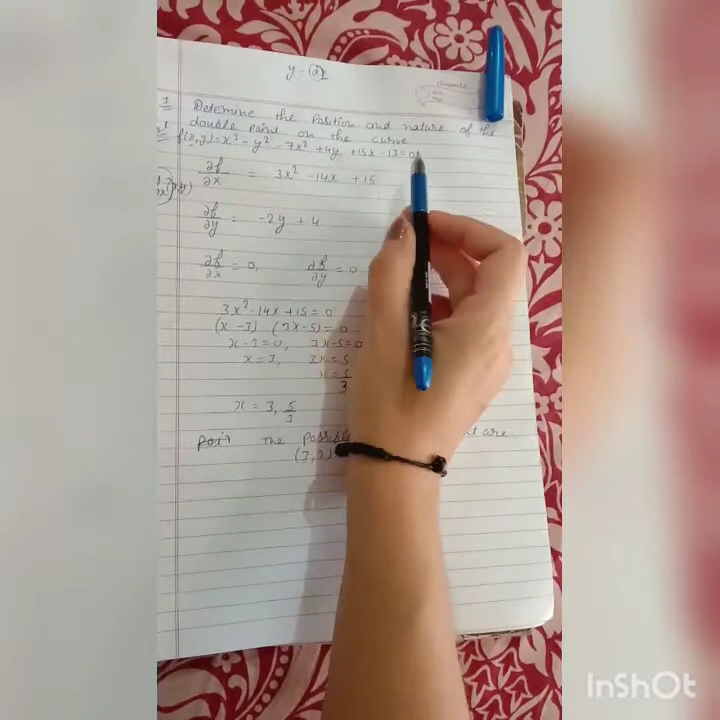 y = (a)x
1 Determine the Position and nature of the
double point on the curve
f(x,y)=x³ - y² - 7x² + 4y + 15x - 13 = 0
∂f/∂x = 3x² - 14x + 15
∂f/∂y = -2y + 4
∂f/∂x = 0, ∂f/∂y = 0
3x² - 14x + 15 = 0
(x - 3) (3x - 5) = 0
x - 3 = 0, 3x - 5 = 0
x = 3, 3x = 5
x = 5/3
x = 3, 5/3
The possible are
(3,2)
InShOt